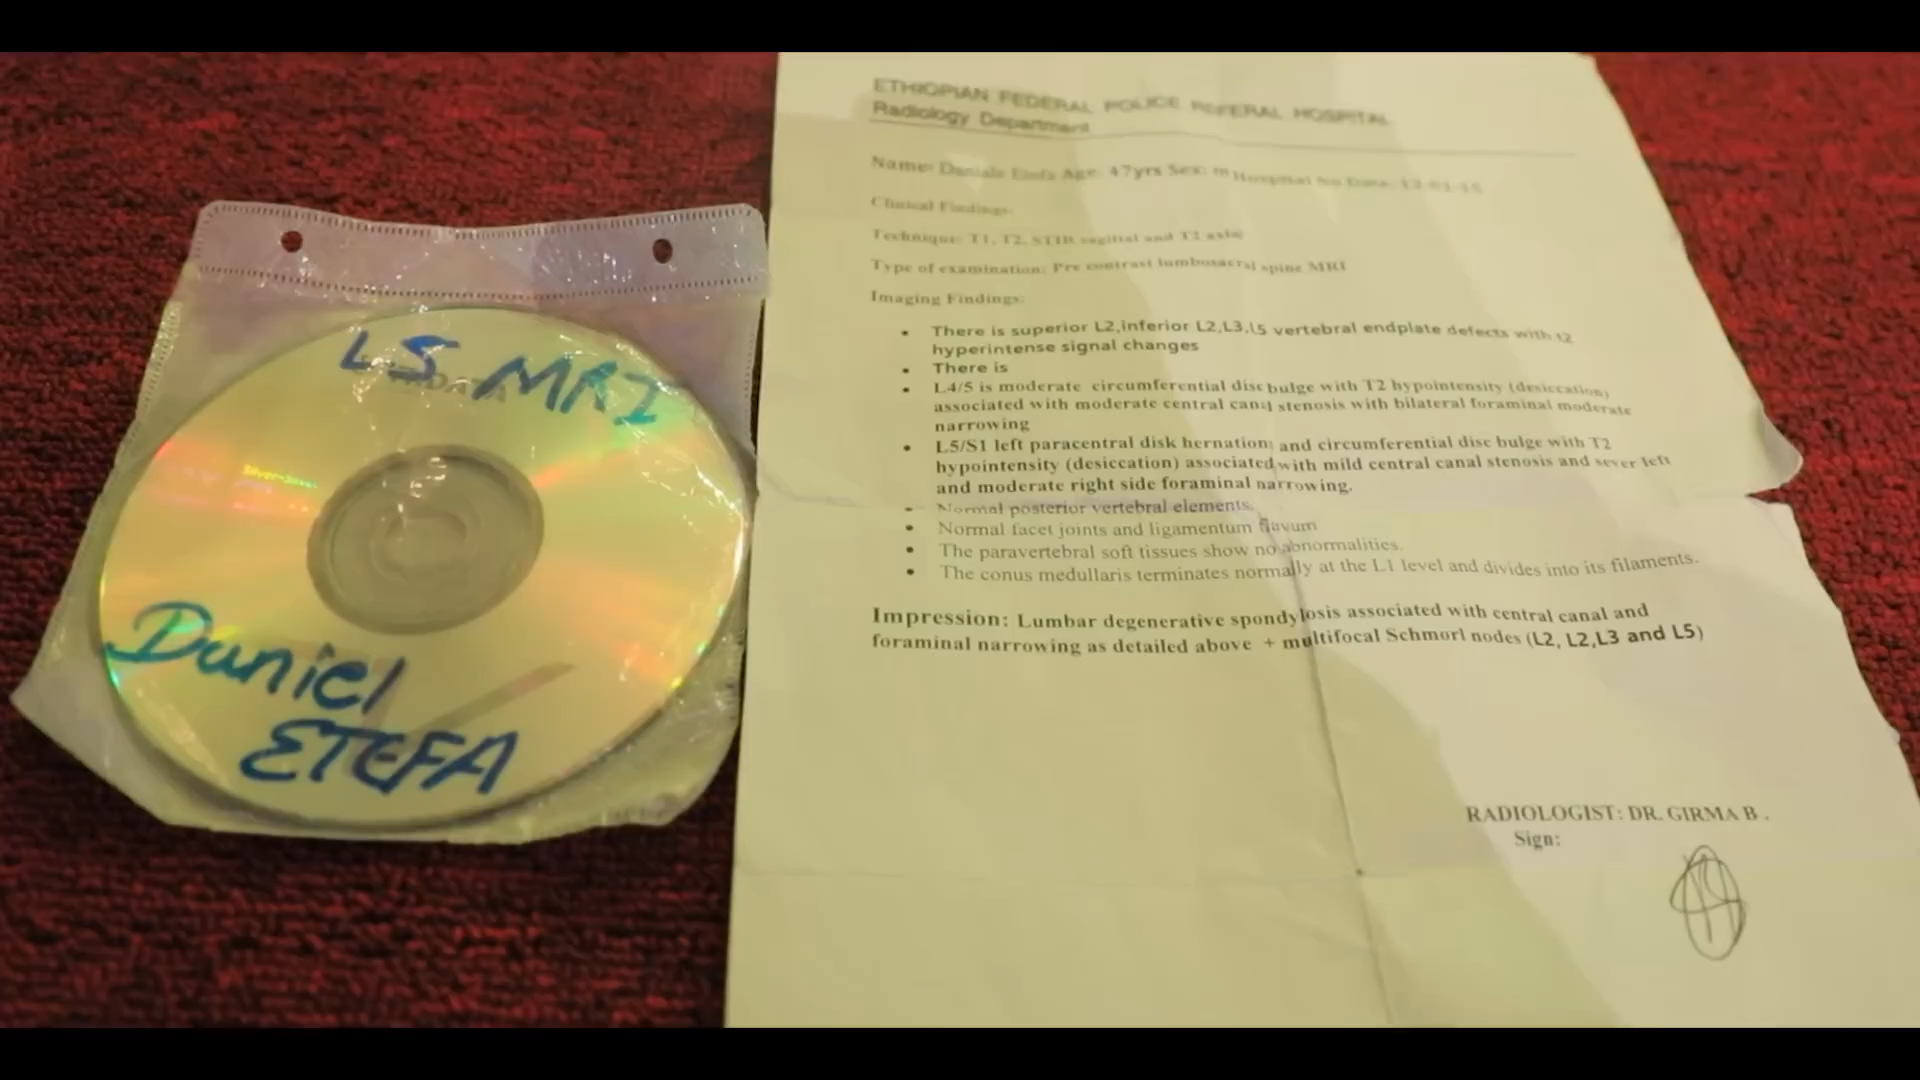 LS MRI
Silver-Silver
Daniel
ETEFA
ETHIOPIAN FEDERAL POLICE REFERAL HOSPITAL
Radiology Department
Name: Daniale Etefa Age: 47yrs Sex: m Hospital No Date:
Clinical Findings:
Technique: T1, T2, STIR sagittal and T2 axial
Type of examination: Pre contrast lumbosacral spine MRI
Imaging Findings:
• There is superior L2,inferior L2,L3,L5 vertebral endplate defects with t2
hyperintense signal changes
• There is
• L4/5 is moderate circumferential disc bulge with T2 hypointensity (desiccation)
associated with moderate central canal stenosis with bilateral foraminal moderate
narrowing
• L5/S1 left paracentral disk hernation and circumferential disc bulge with T2
hypointensity (desiccation) associated with mild central canal stenosis and sever left
and moderate right side foraminal narrowing.
• Normal posterior vertebral elements.
• Normal facet joints and ligamentum flavum
• The paravertebral soft tissues show no abnormalities.
• The conus medullaris terminates normally at the L1 level and divides into its filaments.
Impression: Lumbar degenerative spondylosis associated with central canal and
foraminal narrowing as detailed above + multifocal Schmorl nodes (L2, L2,L3 and L5)
RADIOLOGIST: DR. GIRMA B .
Sign: